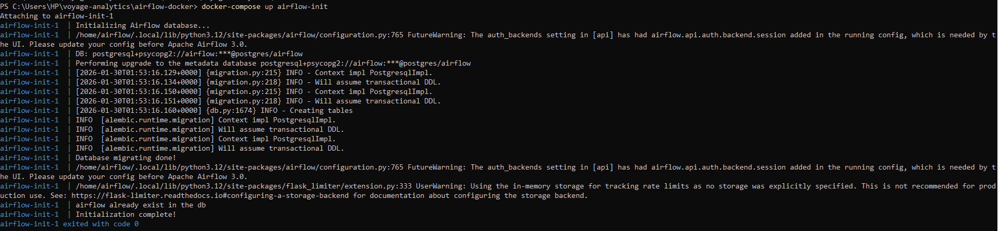 PS C:\Users\HP\voyage-analytics\airflow-docker> docker-compose up airflow-init
Attaching to airflow-init-1
airflow-init-1  | Initializing Airflow database...
airflow-init-1  | /home/airflow/.local/lib/python3.12/site-packages/airflow/configuration.py:765 FutureWarning: The auth_backends setting in [api] has had airflow.api.auth.backend.session added in the running config, which is needed by t
he UI. Please update your config before Apache Airflow 3.0.
airflow-init-1  | DB: postgresql+psycopg2://airflow:***@postgres/airflow
airflow-init-1  | Performing upgrade to the metadata database postgresql+psycopg2://airflow:***@postgres/airflow
airflow-init-1  | [2026-01-30T01:53:16.129+0000] {migration.py:215} INFO - Context impl PostgresqlImpl.
airflow-init-1  | [2026-01-30T01:53:16.134+0000] {migration.py:218} INFO - Will assume transactional DDL.
airflow-init-1  | [2026-01-30T01:53:16.150+0000] {migration.py:215} INFO - Context impl PostgresqlImpl.
airflow-init-1  | [2026-01-30T01:53:16.151+0000] {migration.py:218} INFO - Will assume transactional DDL.
airflow-init-1  | [2026-01-30T01:53:16.160+0000] {db.py:1674} INFO - Creating tables
airflow-init-1  | INFO  [alembic.runtime.migration] Context impl PostgresqlImpl.
airflow-init-1  | INFO  [alembic.runtime.migration] Will assume transactional DDL.
airflow-init-1  | INFO  [alembic.runtime.migration] Context impl PostgresqlImpl.
airflow-init-1  | INFO  [alembic.runtime.migration] Will assume transactional DDL.
airflow-init-1  | Database migrating done!
airflow-init-1  | /home/airflow/.local/lib/python3.12/site-packages/airflow/configuration.py:765 FutureWarning: The auth_backends setting in [api] has had airflow.api.auth.backend.session added in the running config, which is needed by t
he UI. Please update your config before Apache Airflow 3.0.
airflow-init-1  | /home/airflow/.local/lib/python3.12/site-packages/flask_limiter/extension.py:333 UserWarning: Using the in-memory storage for tracking rate limits as no storage was explicitly specified. This is not recommended for prod
uction use. See: https://flask-limiter.readthedocs.io#configuring-a-storage-backend for documentation about configuring the storage backend.
airflow-init-1  | airflow already exist in the db
airflow-init-1  | Initialization complete!
airflow-init-1 exited with code 0